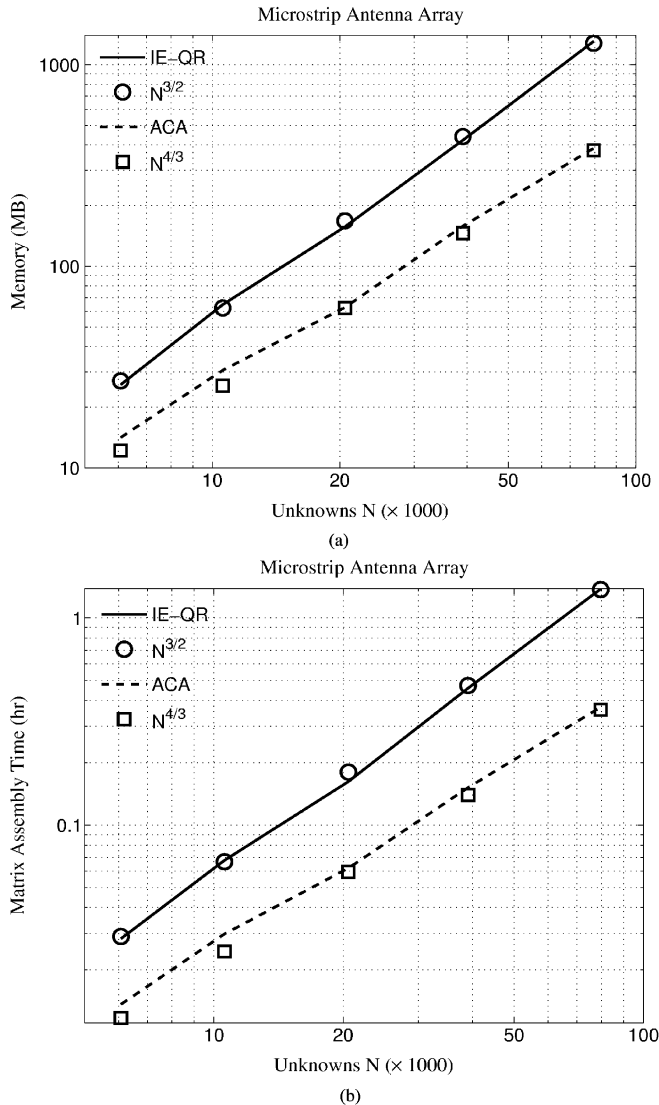 Microstrip Antenna Array
1000
100
10
Memory (MB)
IE−QR
N^{3/2}
ACA
N^{4/3}
10
20
50
100
Unknowns N (× 1000)
(a)
Microstrip Antenna Array
1
0.1
Matrix Assembly Time (hr)
IE−QR
N^{3/2}
ACA
N^{4/3}
10
20
50
100
Unknowns N (× 1000)
(b)